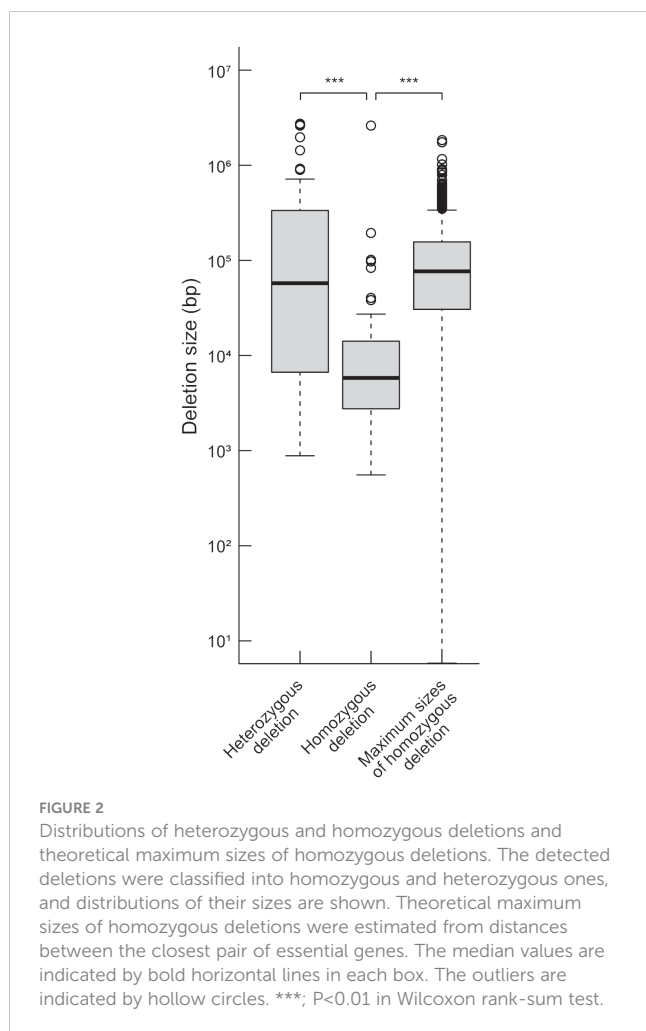 *** ***
10⁷
10⁶
10⁵
10⁴
10³
10²
10¹
Deletion size (bp)
Heterozygous
deletion
Homozygous
deletion
Maximum sizes
of homozygous
deletion
FIGURE 2
Distributions of heterozygous and homozygous deletions and
theoretical maximum sizes of homozygous deletions. The detected
deletions were classified into homozygous and heterozygous ones,
and distributions of their sizes are shown. Theoretical maximum
sizes of homozygous deletions were estimated from distances
between the closest pair of essential genes. The median values are
indicated by bold horizontal lines in each box. The outliers are
indicated by hollow circles. ***; P<0.01 in Wilcoxon rank-sum test.